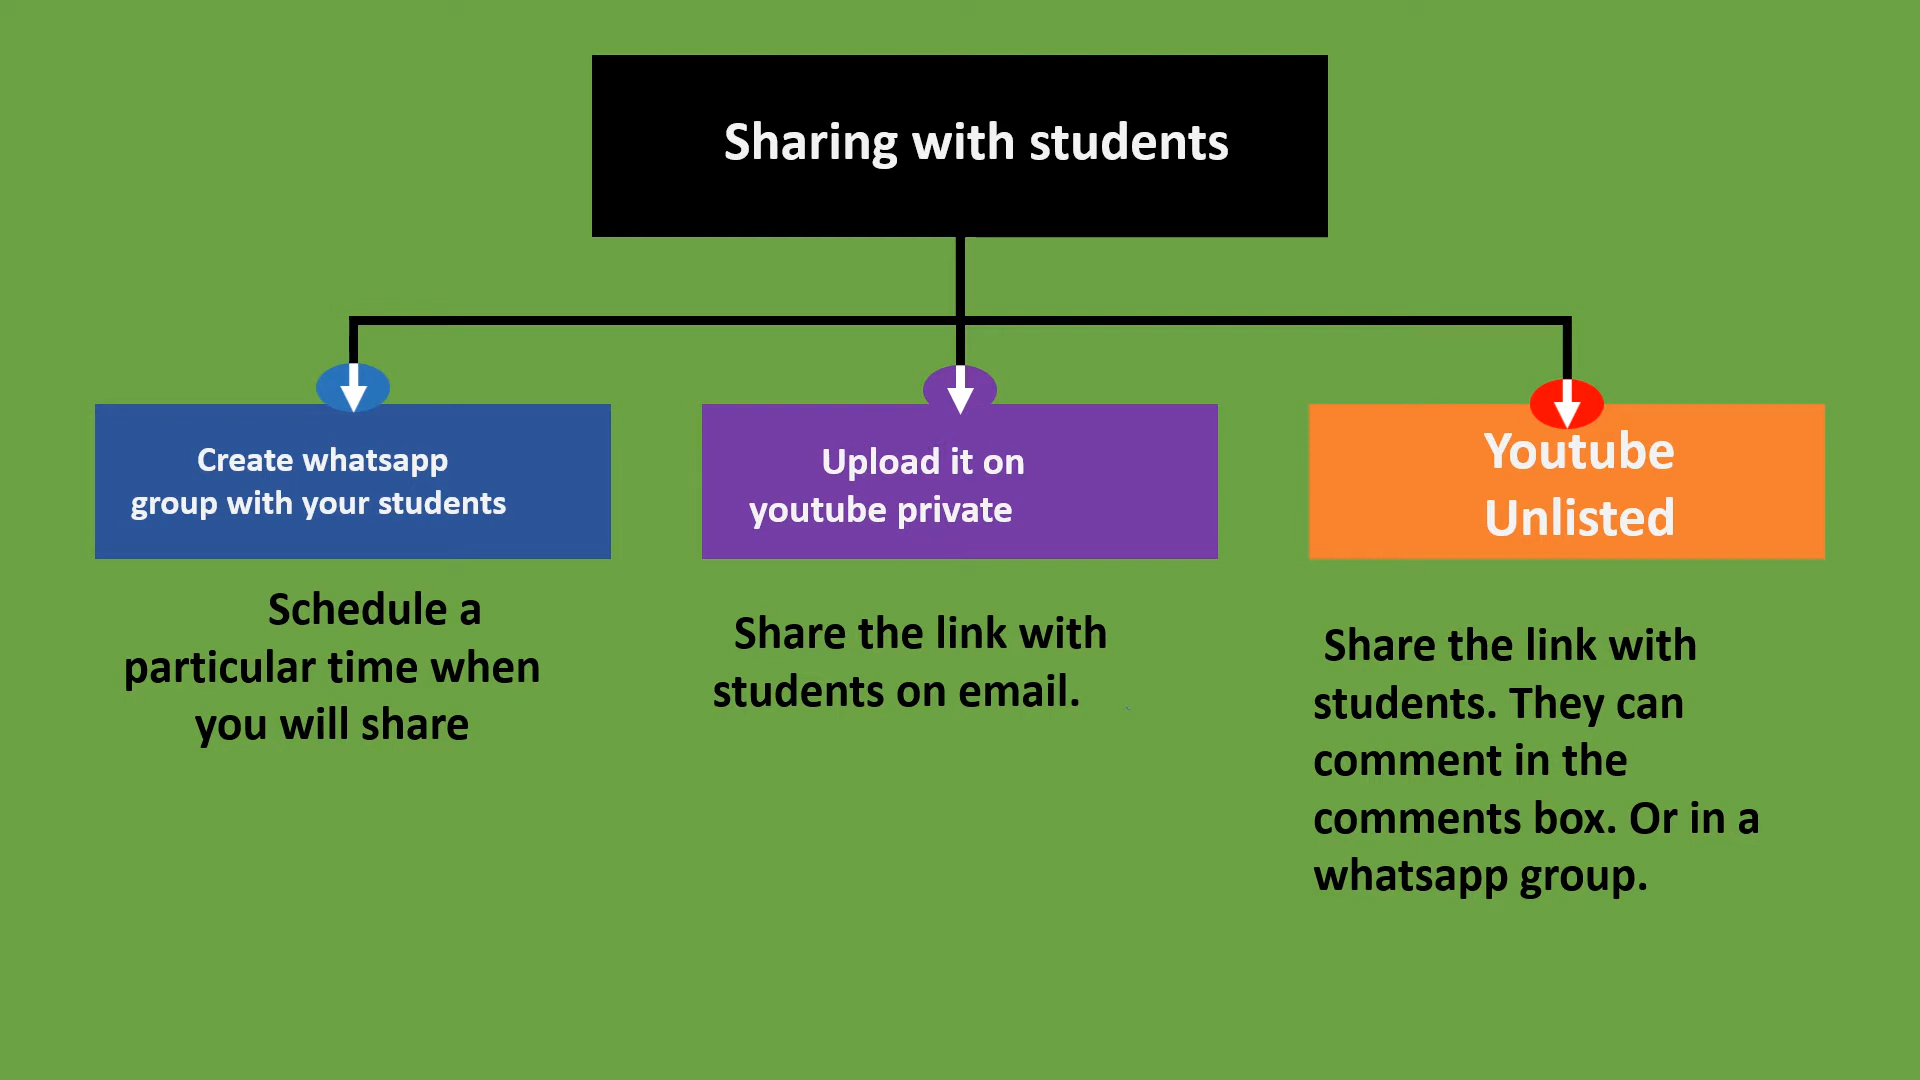 Sharing with students
Create whatsapp
group with your students
Schedule a
particular time when
you will share
Upload it on
youtube private
Share the link with
students on email.
Youtube
Unlisted
Share the link with
students. They can
comment in the
comments box. Or in a
whatsapp group.